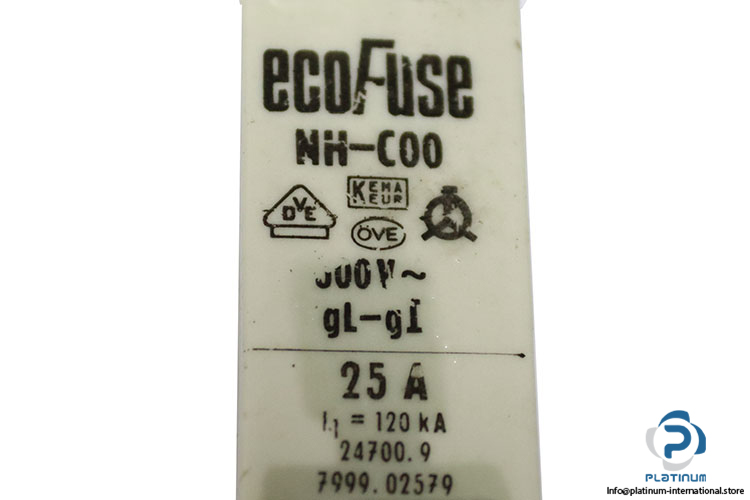 ecoFuse
NH-C00
DVE
KEMA
KEUR
ÖVE
gL-gI
25 A
= 120 kA
24700.9
7999.02579
PLATINUM
Info@platinum-international.store